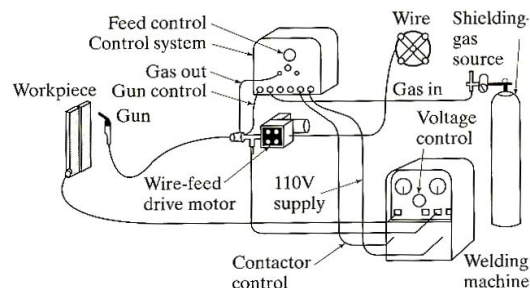 Feed control
Control system
Gas out
Gun control
Workpiece
Gun
Wire
Shielding-
gas
source
Gas in
Voltage
control
Wire-feed
drive motor
110V
supply
Contactor
control
Welding
machine